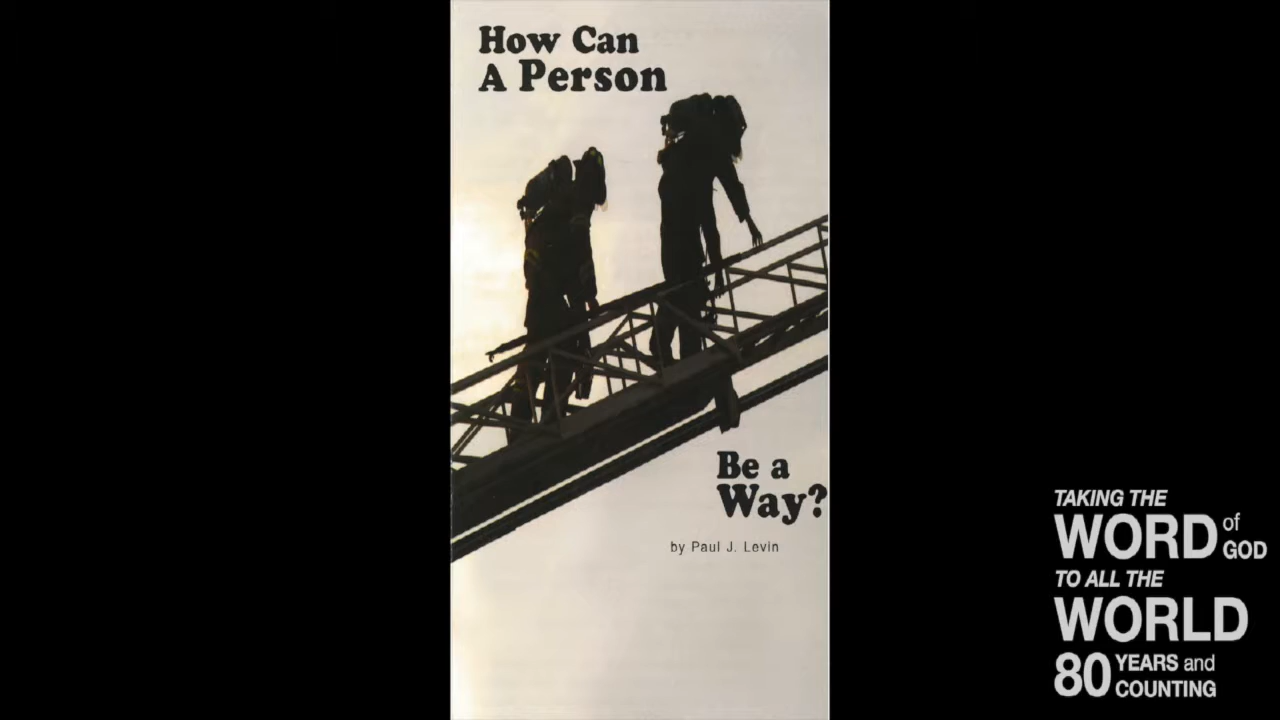 How Can
A Person
Be a
Way?
by Paul J. Levin
TAKING THE
WORD of
GOD
TO ALL THE
WORLD
80 YEARS and
COUNTING